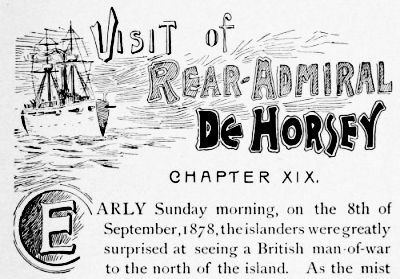 Visit of
Rear-Admiral
De Horsey
CHAPTER XIX.
EARLY Sunday morning, on the 8th of
September, 1878, the islanders were greatly
surprised at seeing a British man-of-war
to the north of the island. As the mist